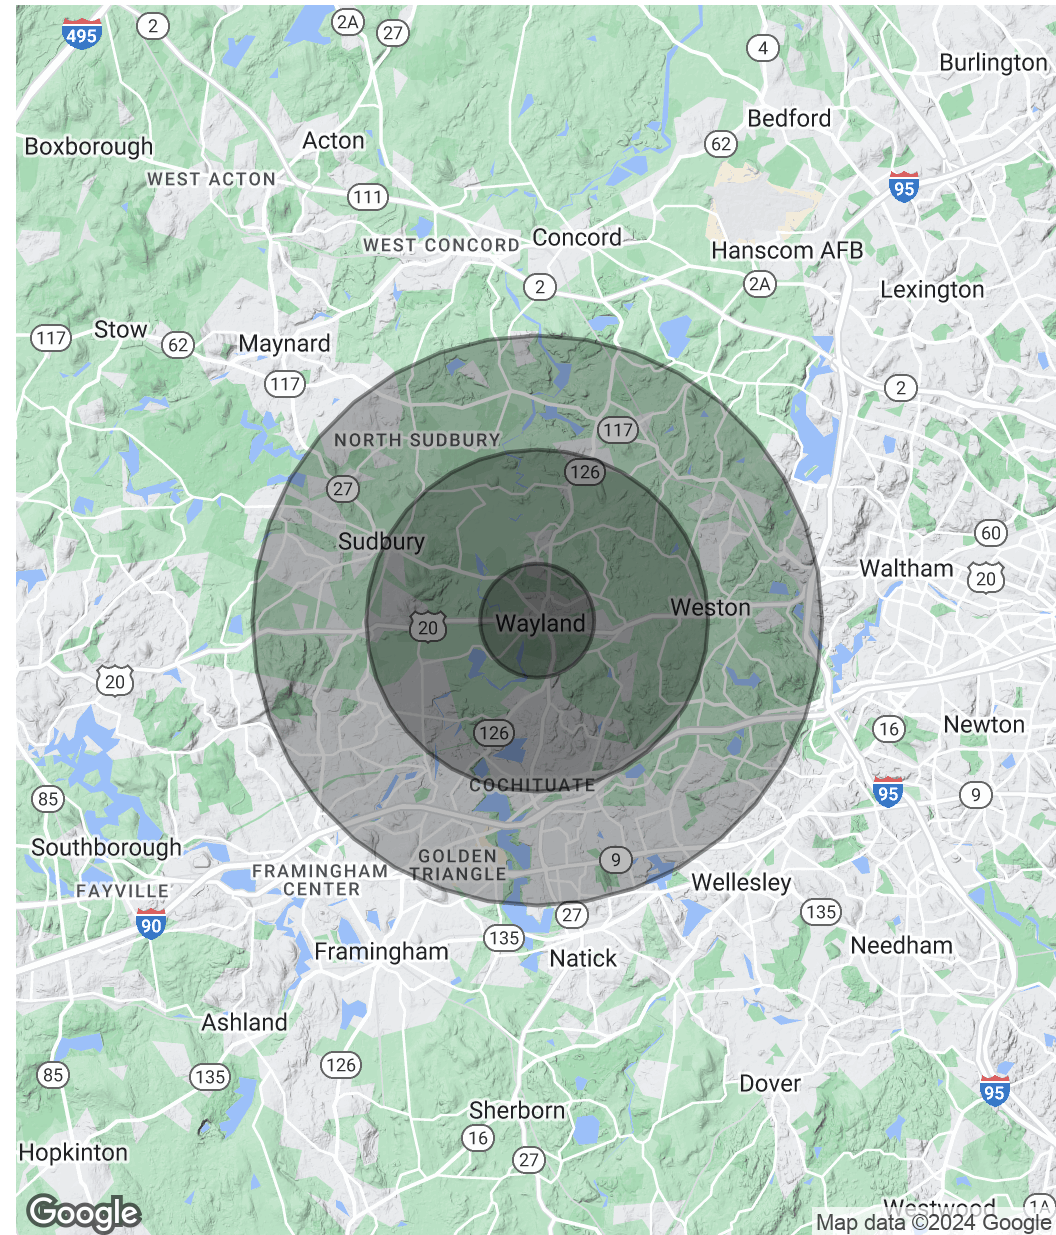 495
2
2A
27
4
Burlington
Bedford
Boxborough
Acton
62
WEST ACTON
95
111
WEST CONCORD
Concord
Hanscom AFB
2
2A
Lexington
117
Stow
62
Maynard
117
2
117
NORTH SUDBURY
126
27
60
Sudbury
Waltham
20
Weston
20
Wayland
20
126
16
Newton
COCHITUATE
95
9
85
Southborough
GOLDEN
TRIANGLE
9
FRAMINGHAM
CENTER
FAYVILLE
Wellesley
90
27
135
135
Framingham
Natick
Needham
Ashland
126
85
135
Dover
95
Sherborn
16
Hopkinton
27
Westwood
1A
Google
Map data ©2024 Google